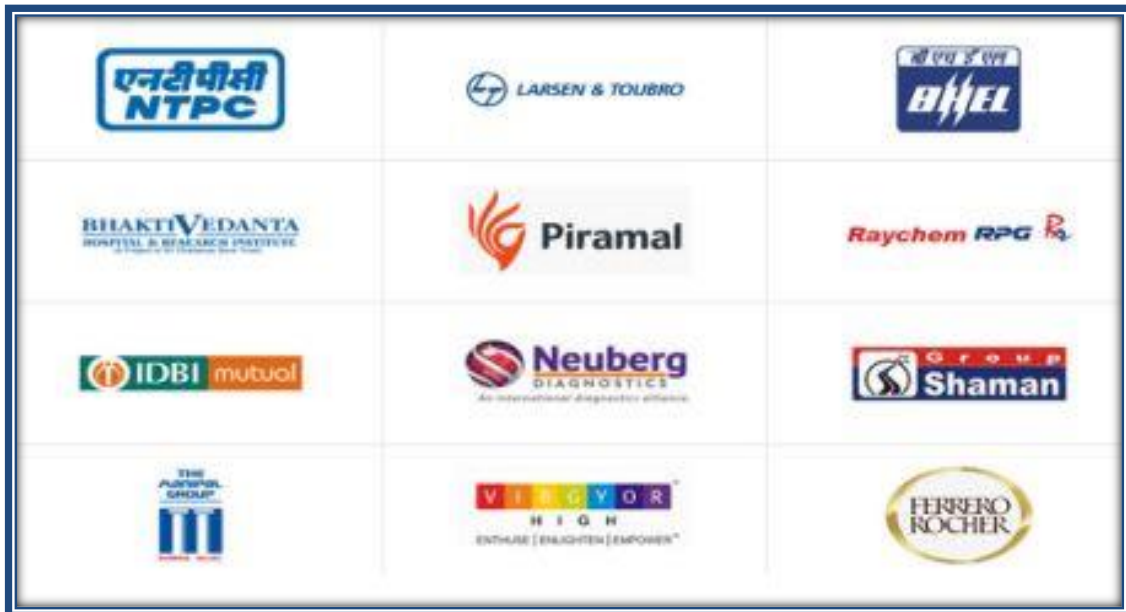 एनटीपीसी
NTPC
LARSEN & TOUBRO
बी एच ई एल
BHEL
BHAKTIVEDANTA
HOSPITAL & RESEARCH INSTITUTE
Piramal
Raychem RPG
IDBI mutual
Neuberg
DIAGNOSTICS
An international diagnostics alliance
Group
Shaman
THE
MANIPAL
GROUP
VIBGYOR
HIGH
ENTHUSE | ENLIGHTEN | EMPOWER
FERRERO
ROCHER